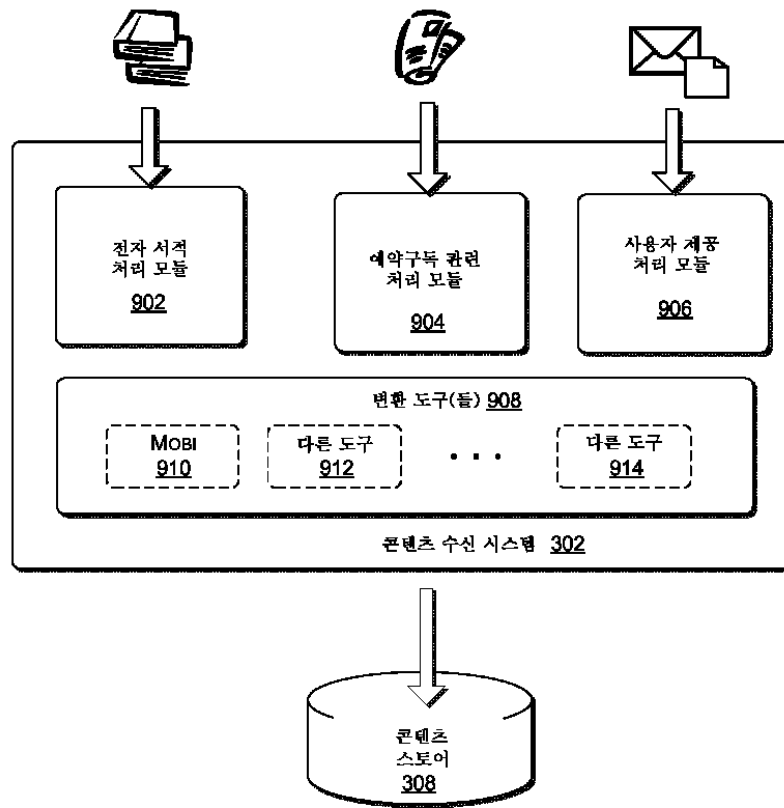 전자 서적
처리 모듈
902
예약구독 관련
처리 모듈
904
사용자 제공
처리 모듈
906
변환 도구(들) 908
MOBI
910
다른 도구
912
• • •
다른 도구
914
콘텐츠 수신 시스템 302
콘텐츠
스토어
308